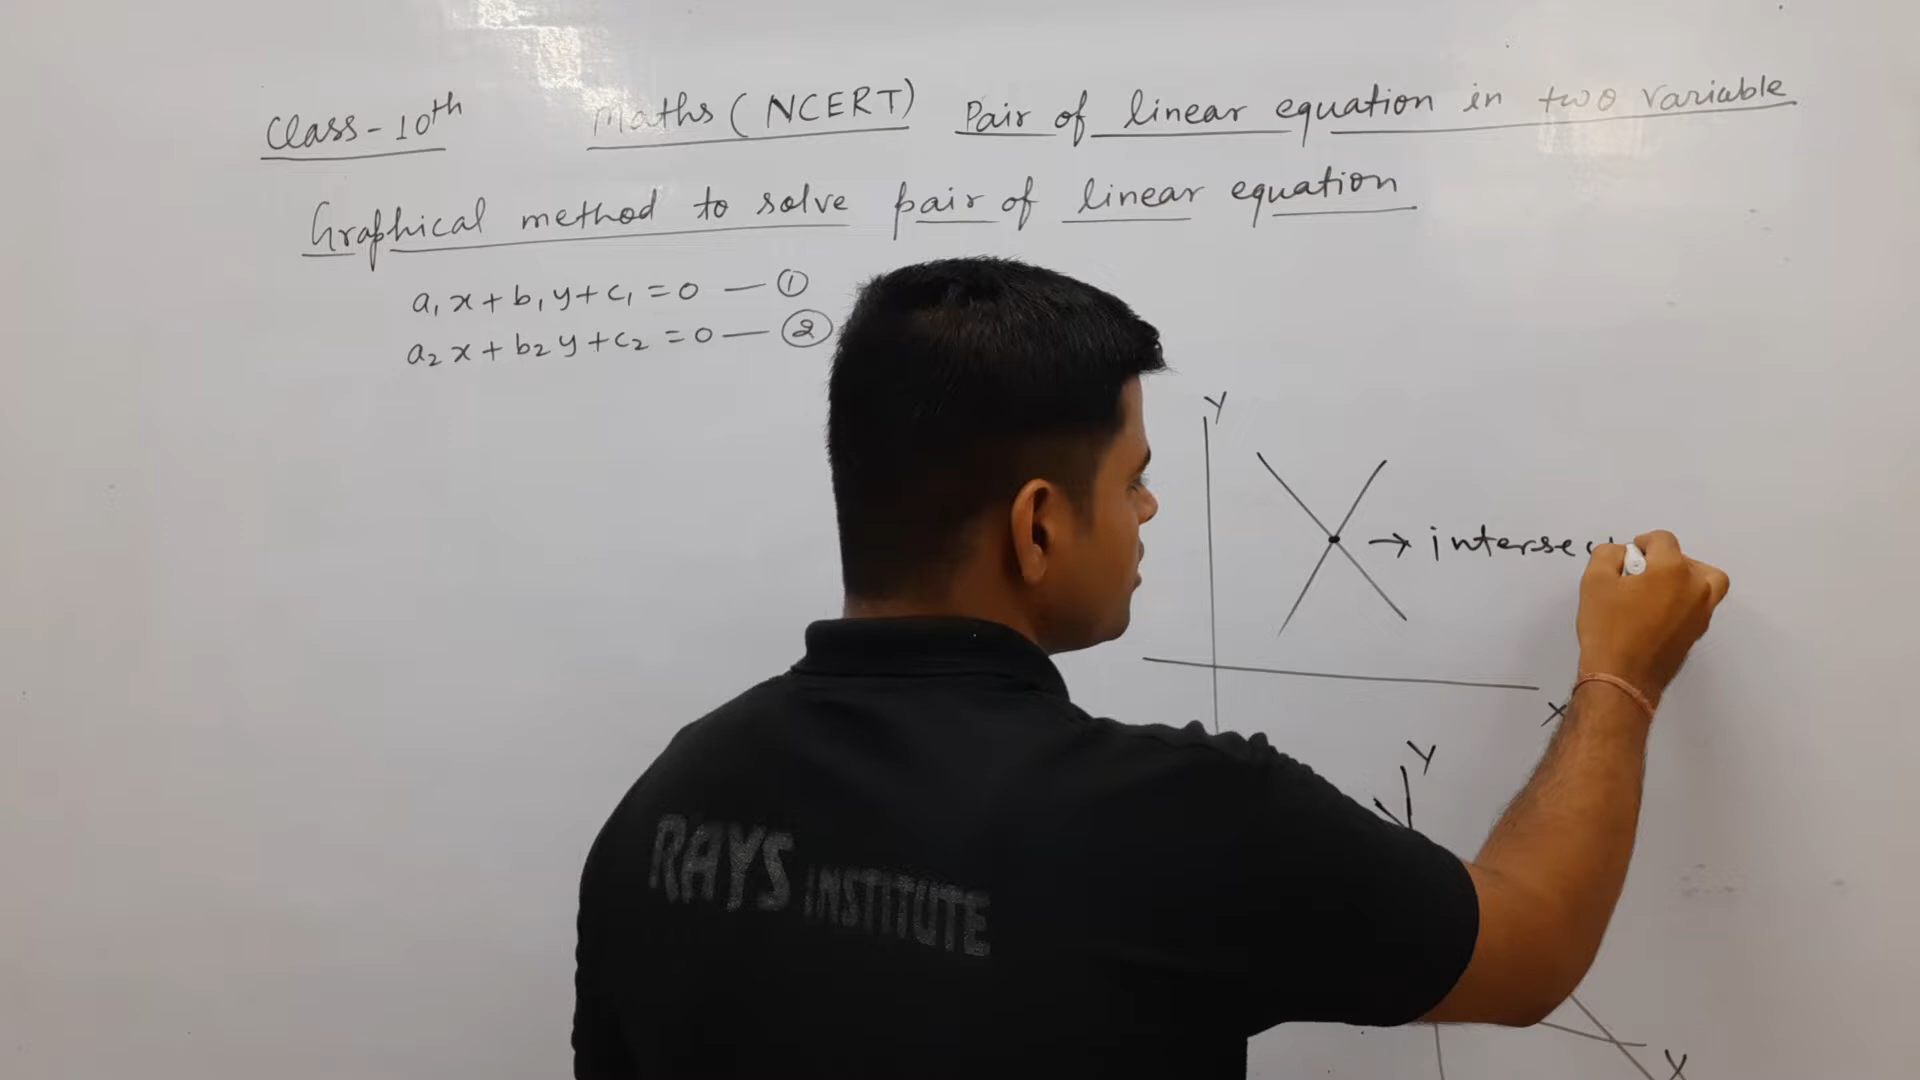 Class-10th Maths (NCERT) Pair of linear equation in two variable
Graphical method to solve pair of linear equation
a₁x + b₁y + c₁ = 0 — ①
a₂x + b₂y + c₂ = 0 — ②
Y
→
X
Y
X
RAYS INSTITUTE